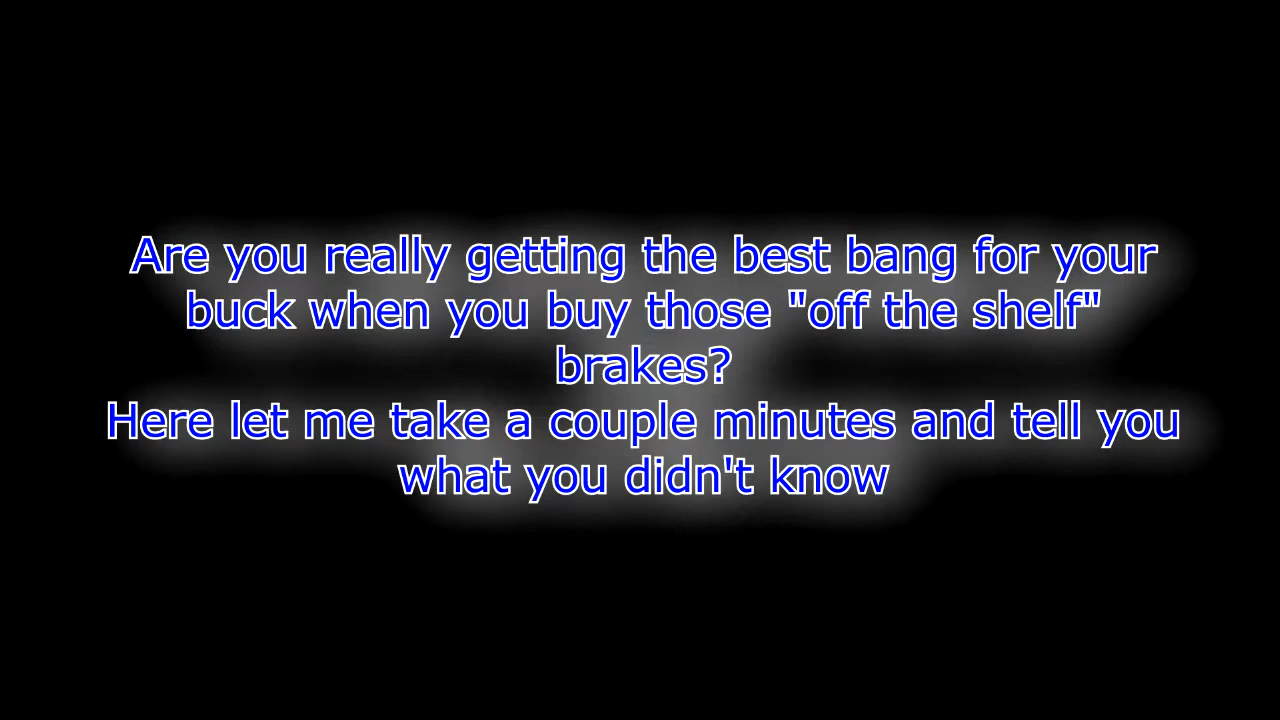 Are you really getting the best bang for your
buck when you buy those "off the shelf"
brakes?
Here let me take a couple minutes and tell you
what you didn't know